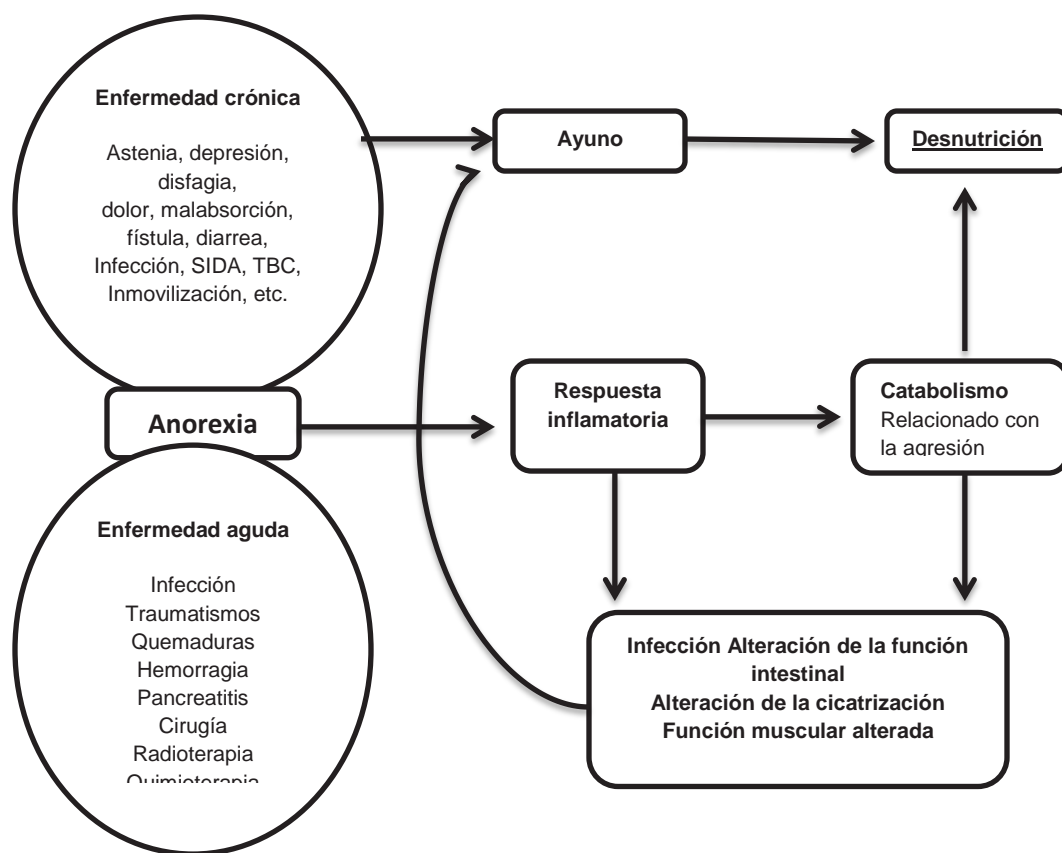 Enfermedad crónica
Astenia, depresión,
disfagia,
dolor, malabsorción,
fístula, diarrea,
Infección, SIDA, TBC,
Inmovilización, etc.
Ayuno
Desnutrición
Anorexia
Respuesta
inflamatoria
Catabolismo
Relacionado con
la agresión
Enfermedad aguda
Infección
Traumatismos
Quemaduras
Hemorragia
Pancreatitis
Cirugía
Radioterapia
Quimioterapia
Infección Alteración de la función
intestinal
Alteración de la cicatrización
Función muscular alterada